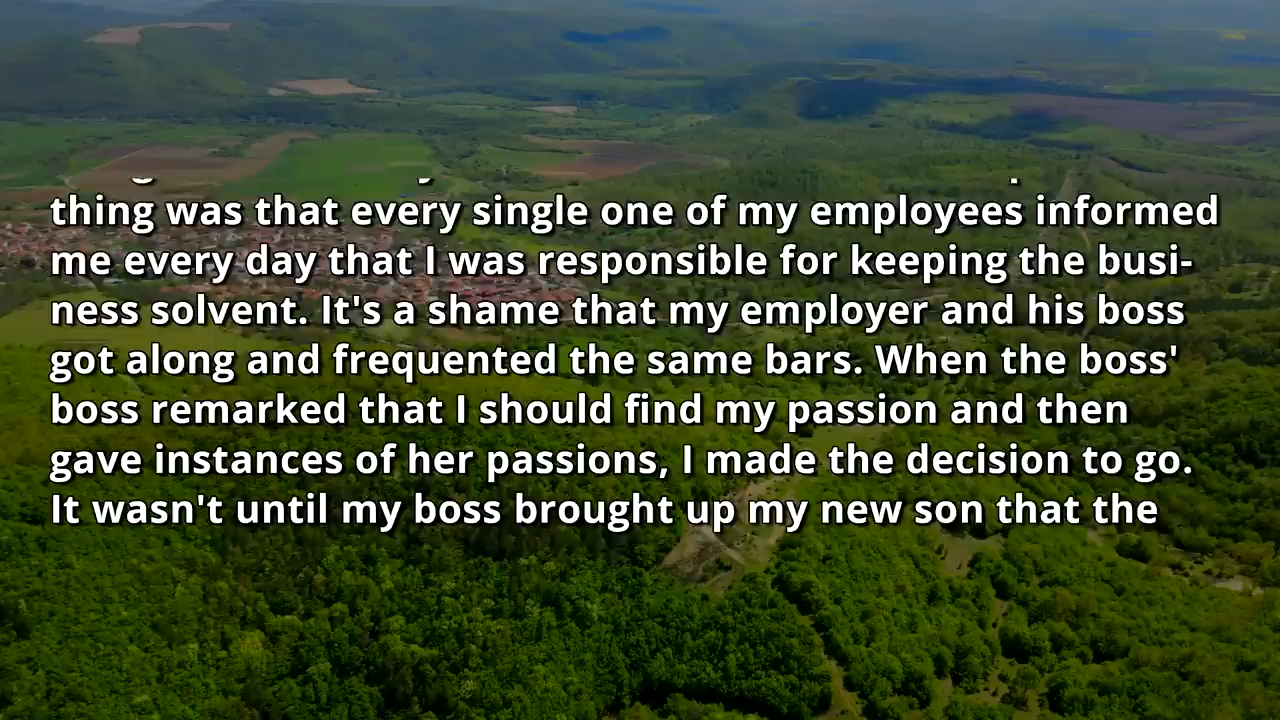 thing was that every single one of my employees informed
me every day that I was responsible for keeping the busi-
ness solvent. It's a shame that my employer and his boss
got along and frequented the same bars. When the boss'
boss remarked that I should find my passion and then
gave instances of her passions, I made the decision to go.
It wasn't until my boss brought up my new son that the